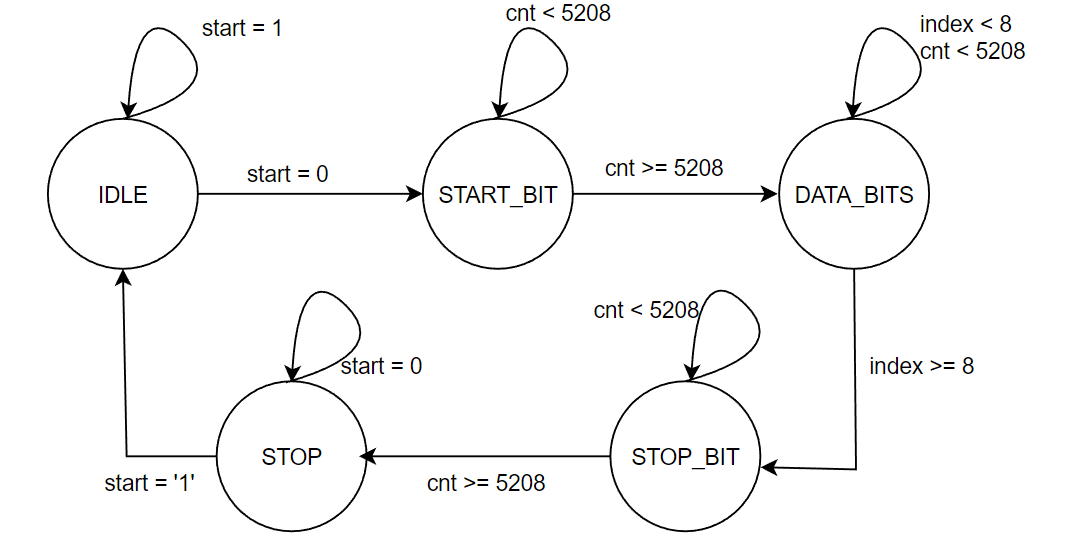 start = 1
cnt < 5208
index < 8
cnt < 5208
IDLE
start = 0
START_BIT
cnt >= 5208
DATA_BITS
cnt < 5208
start = 0
index >= 8
STOP
STOP_BIT
start = '1'
cnt >= 5208